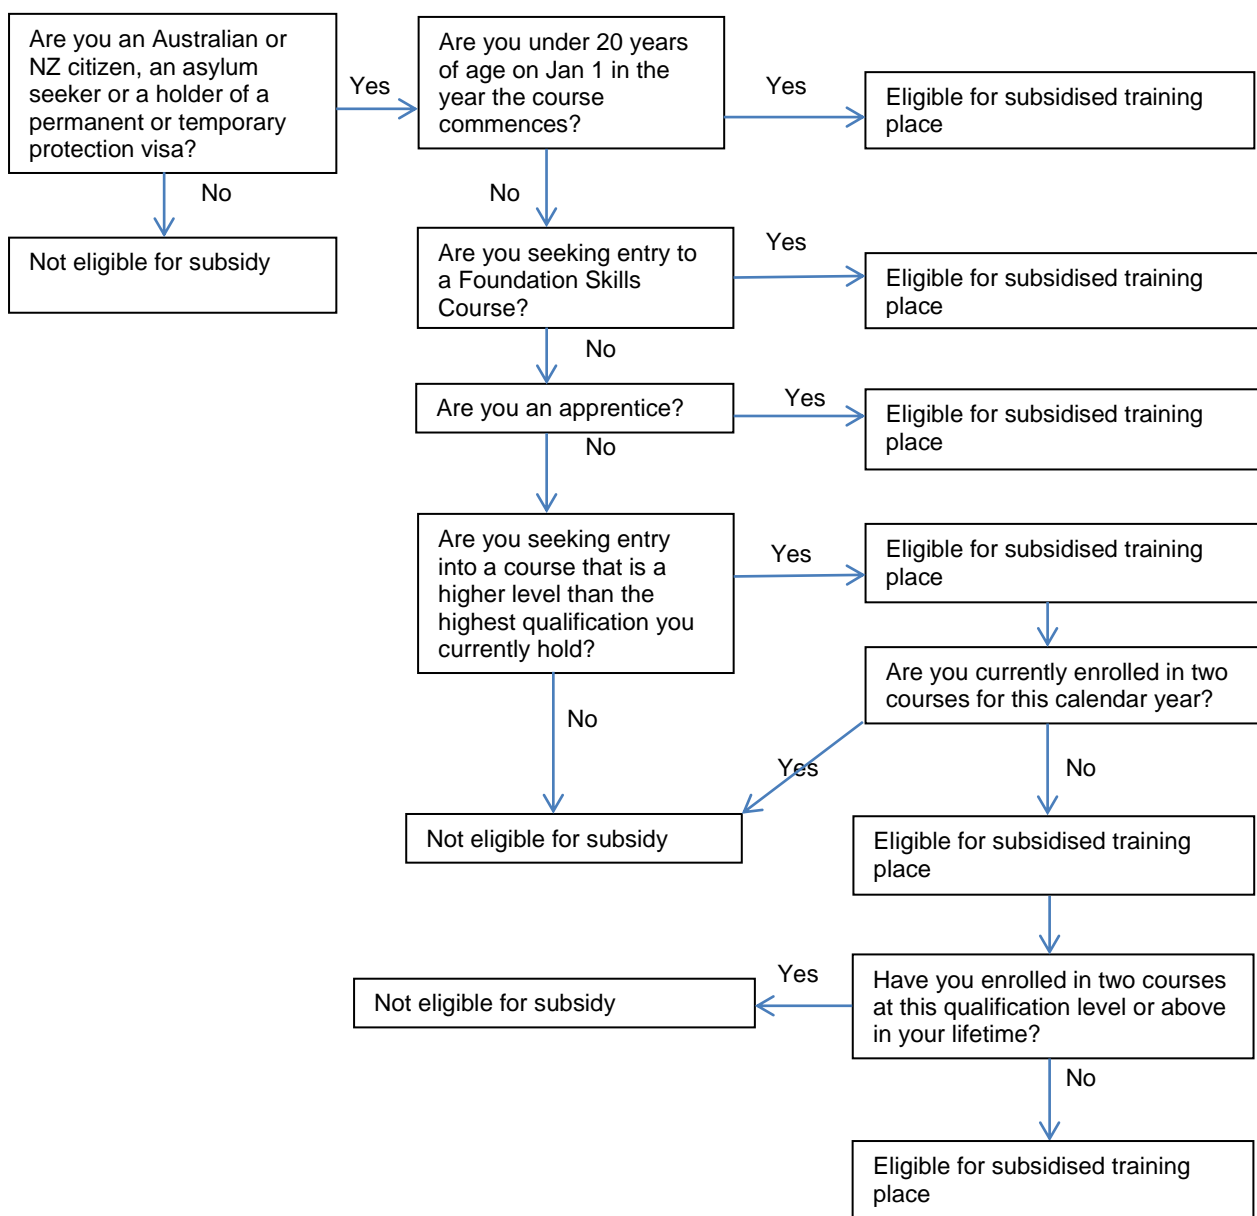 Are you an Australian or
NZ citizen, an asylum
seeker or a holder of a
permanent or temporary
protection visa?
Yes
Are you under 20 years
of age on Jan 1 in the
year the course
commences?
Yes
Eligible for subsidised training
place
No
No
Not eligible for subsidy
Are you seeking entry to
a Foundation Skills
Course?
Yes
Eligible for subsidised training
place
No
Are you an apprentice?
Yes
Eligible for subsidised training
place
No
Are you seeking entry
into a course that is a
higher level than the
highest qualification you
currently hold?
Yes
Eligible for subsidised training
place
Are you currently enrolled in two
courses for this calendar year?
No
Yes
No
Not eligible for subsidy
Eligible for subsidised training
place
Have you enrolled in two courses
at this qualification level or above
in your lifetime?
Yes
Not eligible for subsidy
No
Eligible for subsidised training
place